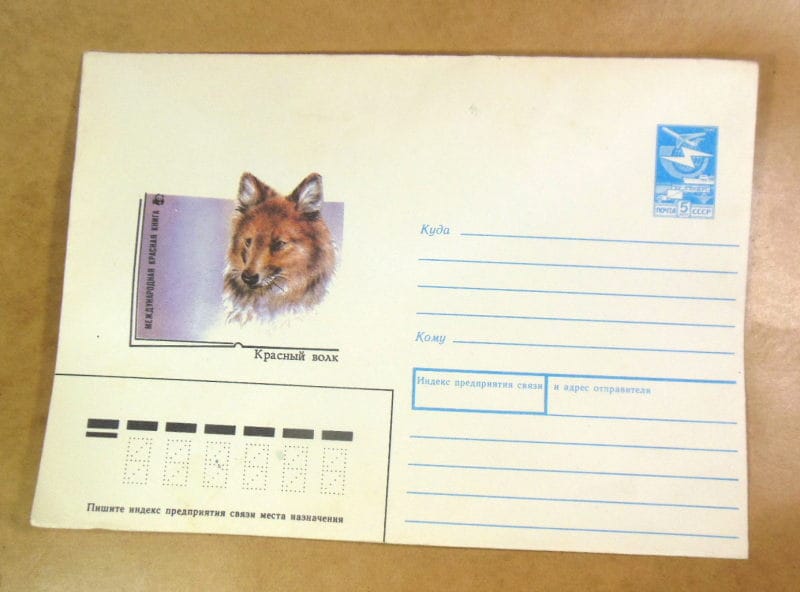 МЕЖДУНАРОДНАЯ КРАСНАЯ КНИГА
Красный волк
ПОЧТА 5 СССР
Куда
Кому
Индекс предприятия связи и адрес отправителя
Пишите индекс предприятия связи места назначения